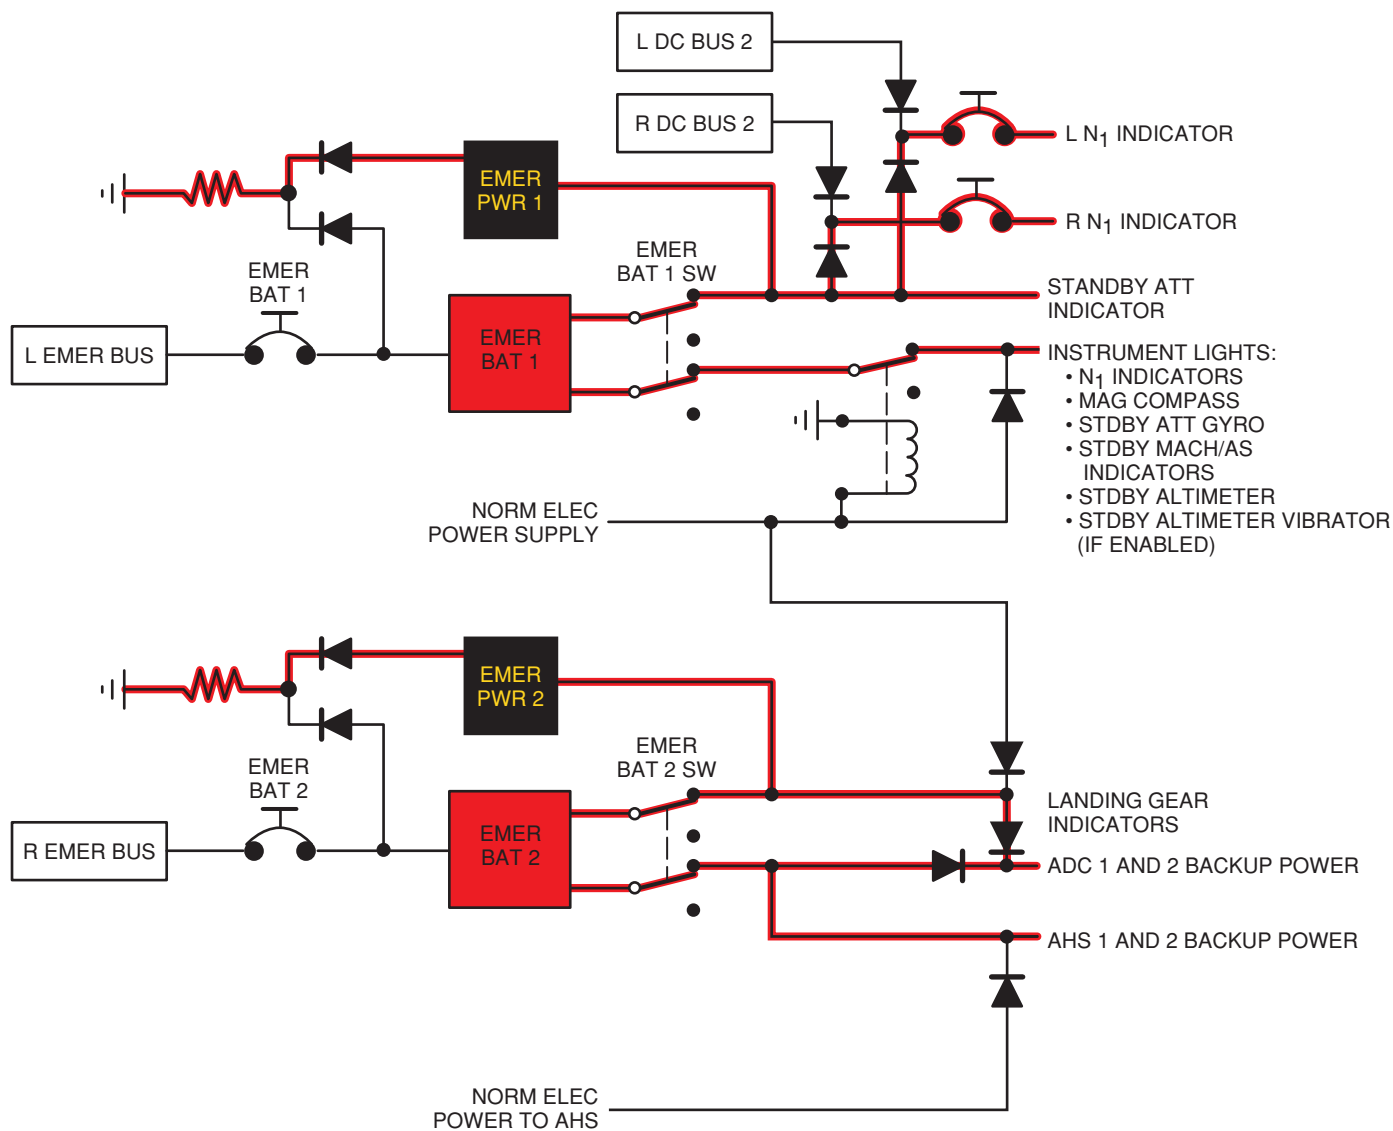 L DC BUS 2
R DC BUS 2
L N1 INDICATOR
EMER
PWR 1
R N1 INDICATOR
EMER
BAT 1 SW
EMER
BAT 1
STANDBY ATT
INDICATOR
L EMER BUS
EMER
BAT 1
INSTRUMENT LIGHTS:
• N1 INDICATORS
• MAG COMPASS
• STDBY ATT GYRO
• STDBY MACH/AS
INDICATORS
• STDBY ALTIMETER
• STDBY ALTIMETER VIBRATOR
(IF ENABLED)
NORM ELEC
POWER SUPPLY
EMER
PWR 2
EMER
BAT 2 SW
EMER
BAT 2
LANDING GEAR
INDICATORS
R EMER BUS
EMER
BAT 2
ADC 1 AND 2 BACKUP POWER
AHS 1 AND 2 BACKUP POWER
NORM ELEC
POWER TO AHS